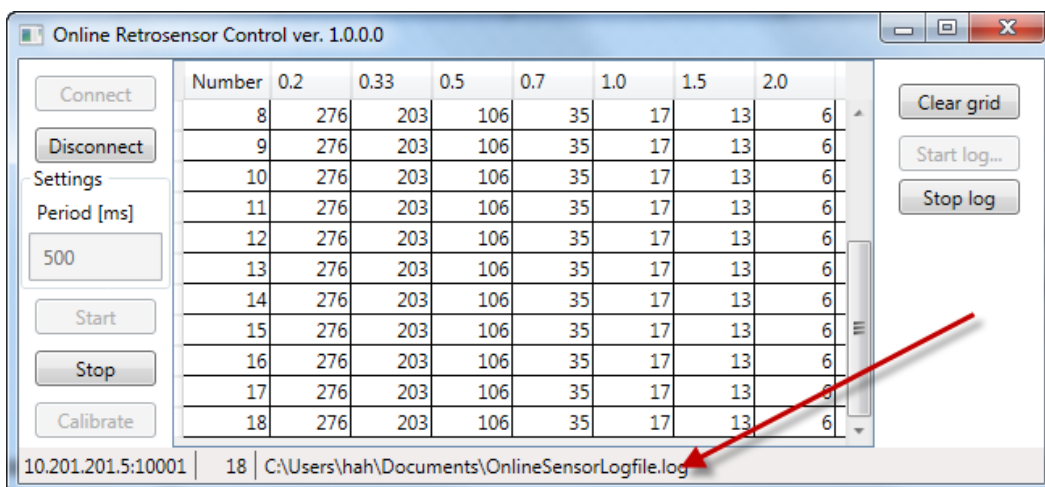 Online Retrosensor Control ver. 1.0.0.0
Connect
Disconnect
Settings
Period [ms]
500
Start
Stop
Calibrate
Number 0.2 0.33 0.5 0.7 1.0 1.5 2.0
8 276 203 106 35 17 13 6
9 276 203 106 35 17 13 6
10 276 203 106 35 17 13 6
11 276 203 106 35 17 13 6
12 276 203 106 35 17 13 6
13 276 203 106 35 17 13 6
14 276 203 106 35 17 13 6
15 276 203 106 35 17 13 6
16 276 203 106 35 17 13 6
17 276 203 106 35 17 13 6
18 276 203 106 35 17 13 6
Clear grid
Start log...
Stop log
10.201.201.5:10001 18 C:\Users\hah\Documents\OnlineSensorLogfile.log